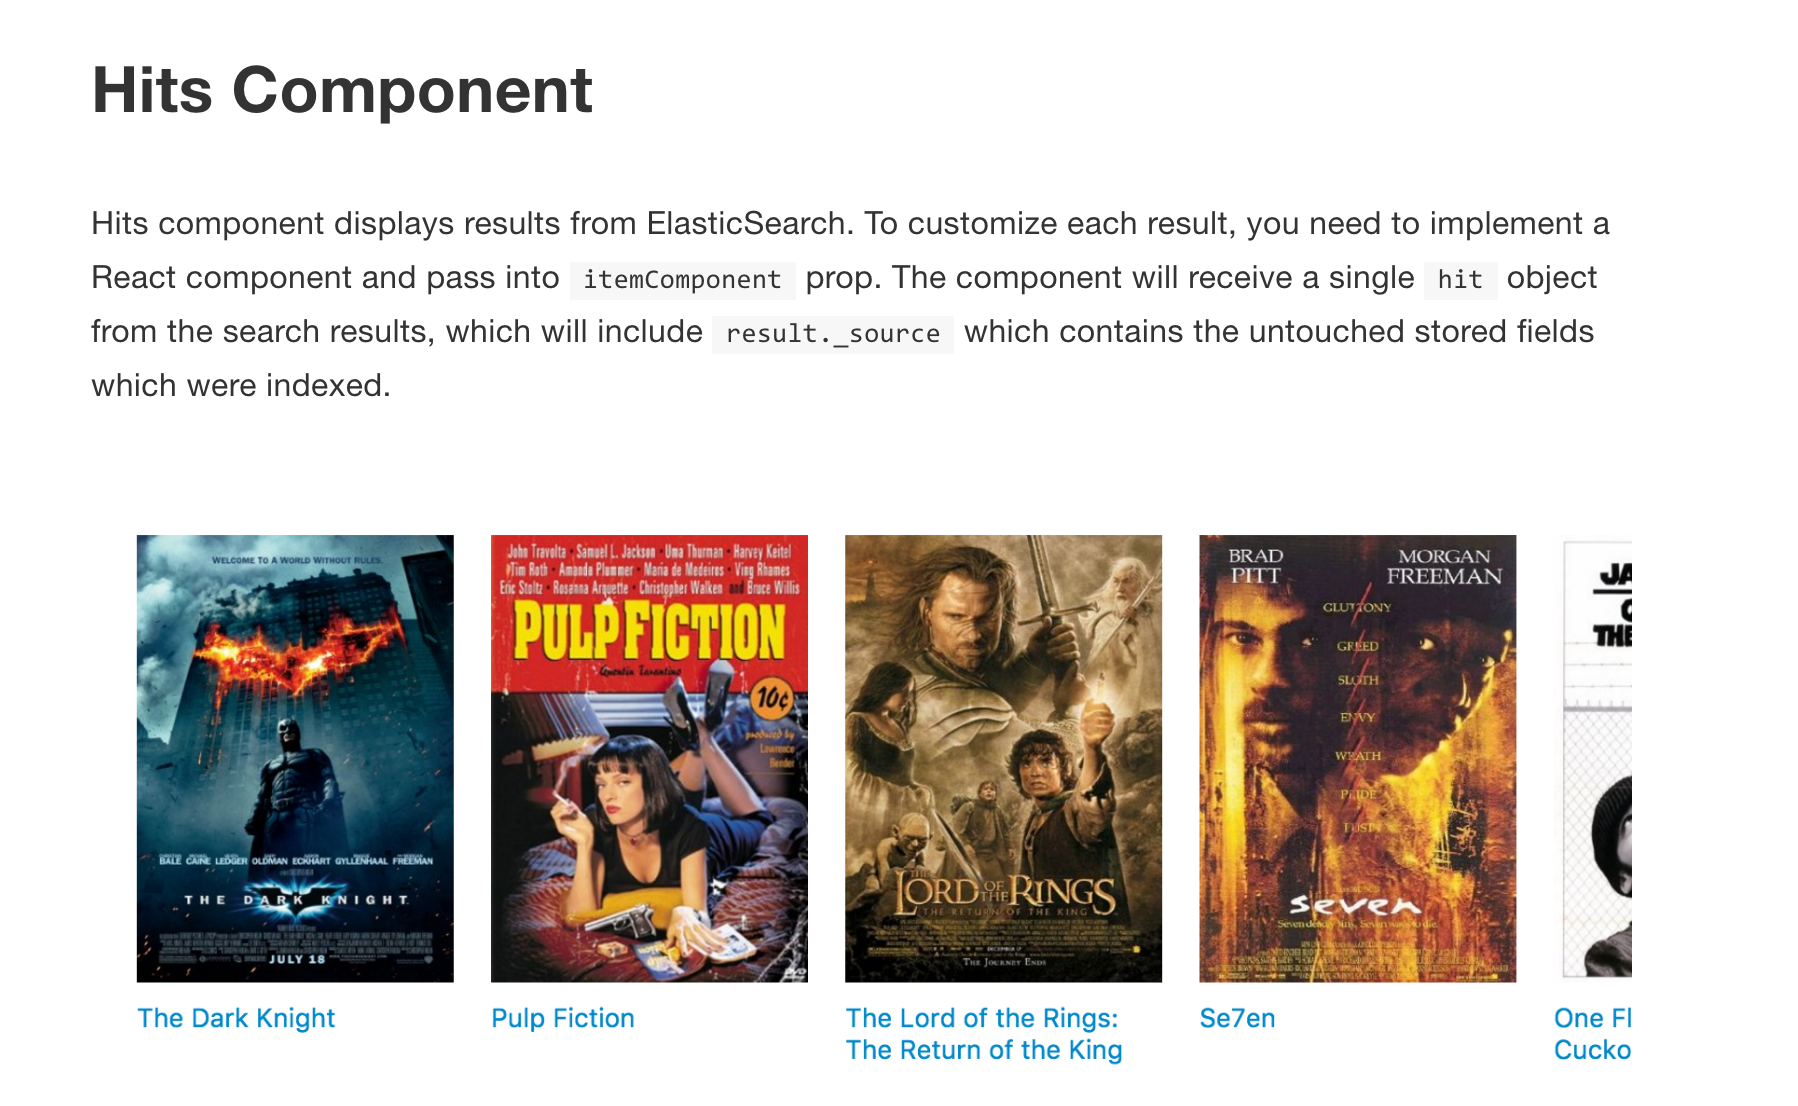 Hits Component
Hits component displays results from ElasticSearch. To customize each result, you need to implement a
React component and pass into itemComponent prop. The component will receive a single hit object
from the search results, which will include result._source which contains the untouched stored fields
which were indexed.
WELCOME TO A WORLD WITHOUT RULES.
BALE CAINE LEDGER OLDMAN ECKHART GYLLENHAAL FREEMAN
THE DARK KNIGHT
JULY 18
John Travolta · Samuel L. Jackson · Uma Thurman · Harvey Keitel
Tim Roth · Amanda Plummer · Maria de Medeiros · Ving Rhames
Eric Stoltz · Rosanna Arquette · Christopher Walken and Bruce Willis
PULP FICTION
Quentin Tarantino
10¢
produced by
Lawrence
Bender
DVD
THE
LORD OF THE RINGS
THE RETURN OF THE KING
DECEMBER 17
THE JOURNEY ENDS
BRAD
PITT
MORGAN
FREEMAN
GLUTTONY
GREED
SLOTH
ENVY
WRATH
PRIDE
LUST
seven
Seven deadly sins. Seven ways to die.
JA
THE
The Dark Knight
Pulp Fiction
The Lord of the Rings:
The Return of the King
Se7en
One Fl
Cucko